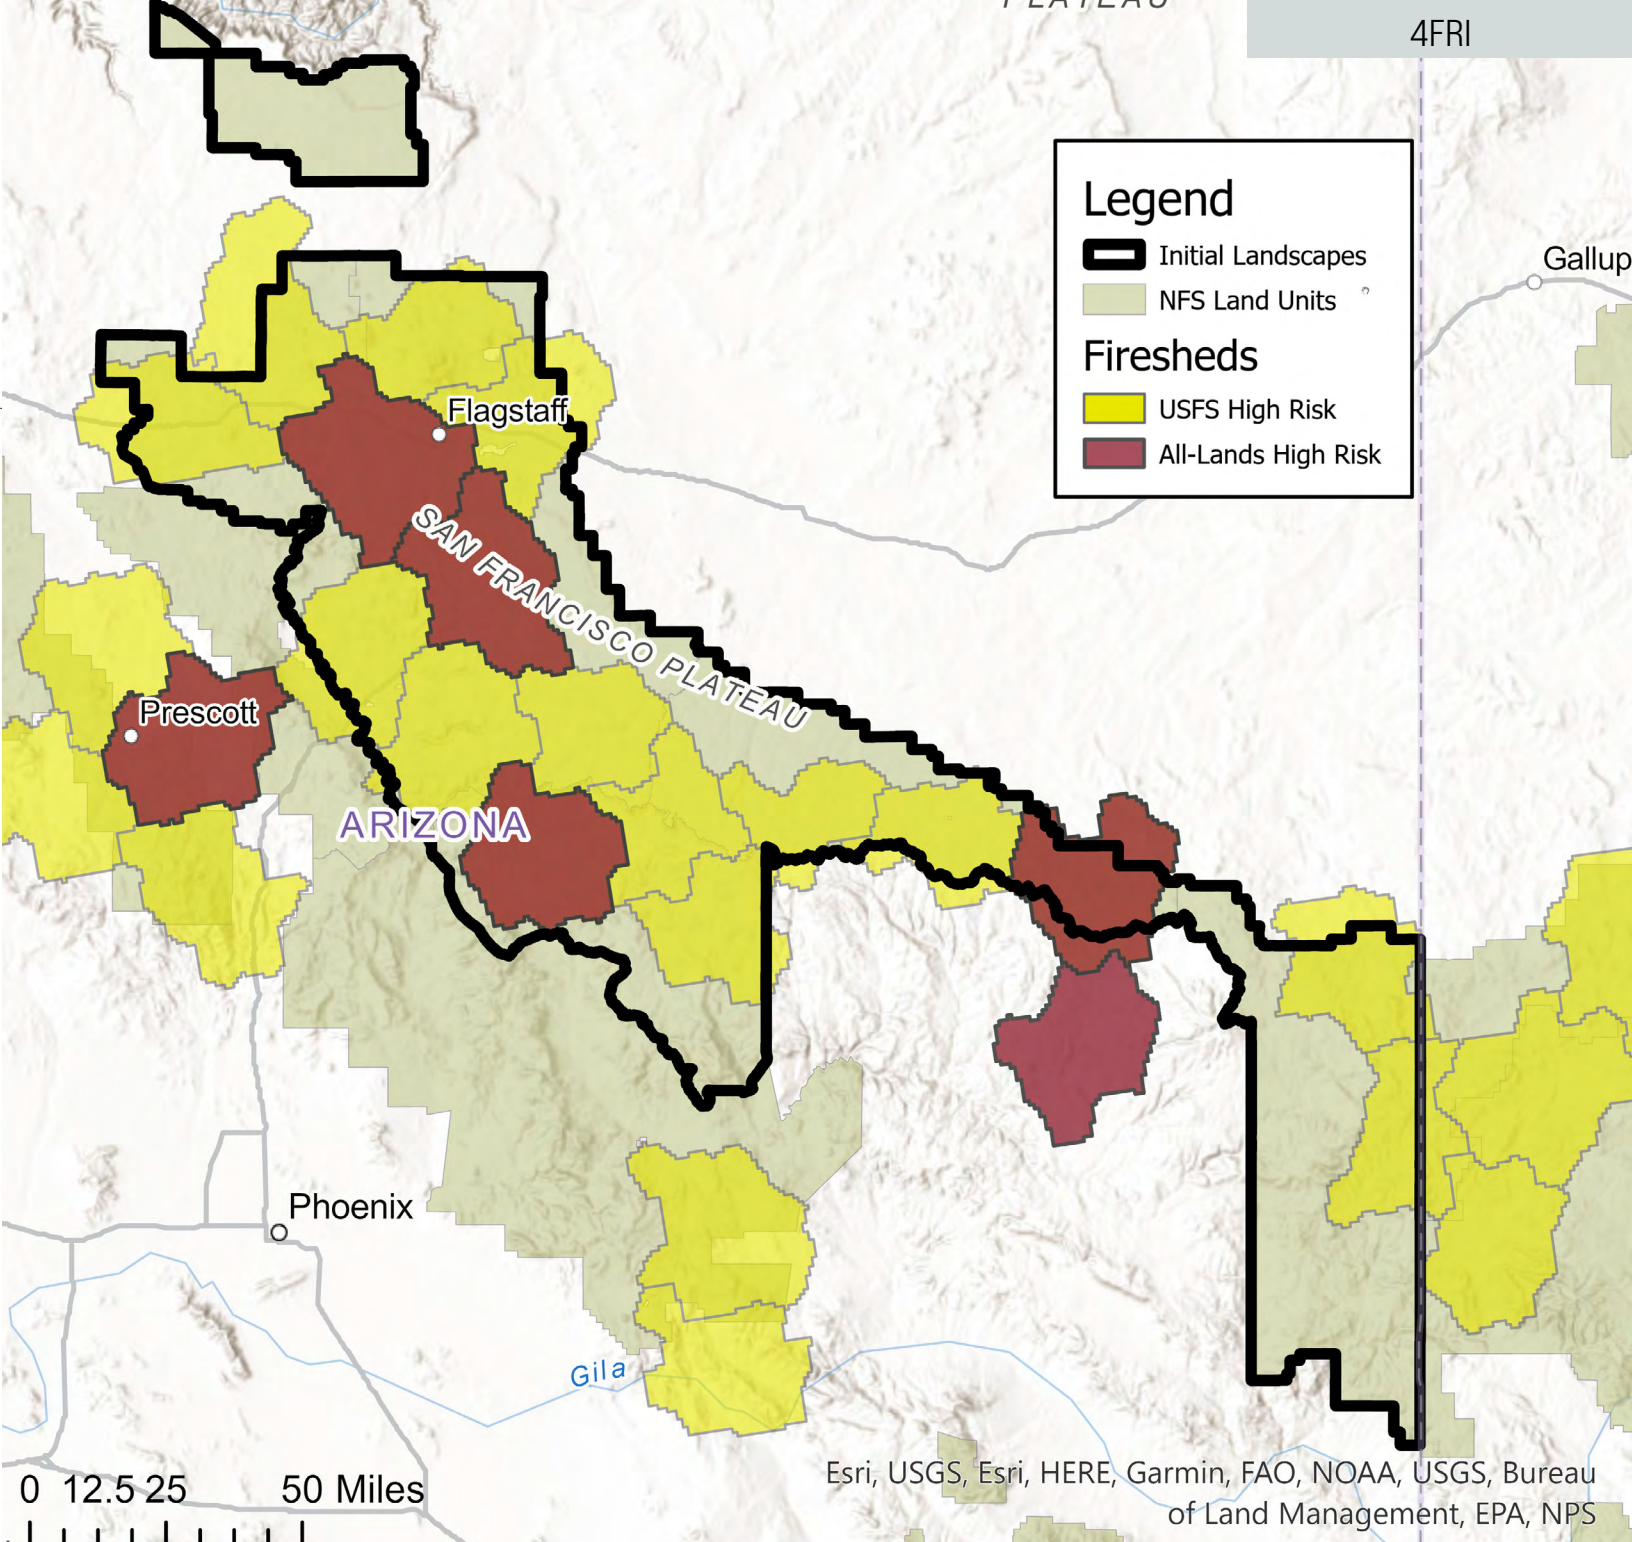 PLATEAU
4FRI
Legend
Initial Landscapes
NFS Land Units
Firesheds
USFS High Risk
All-Lands High Risk
Gallup
Flagstaff
SAN FRANCISCO PLATEAU
Prescott
ARIZONA
Phoenix
Gila
0 12.5 25 50 Miles
Esri, USGS, Esri, HERE, Garmin, FAO, NOAA, USGS, Bureau
of Land Management, EPA, NPS